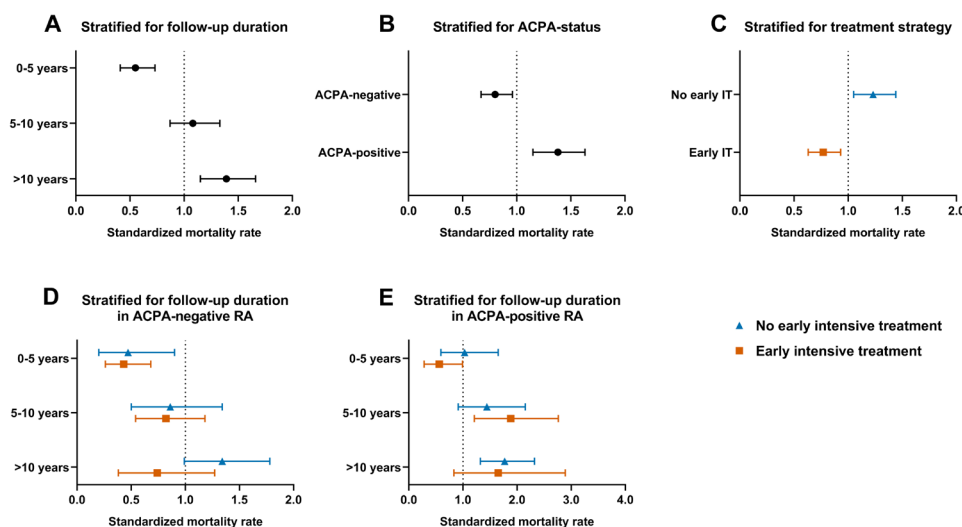 A Stratified for follow-up duration
0-5 years
5-10 years
>10 years
0.0 0.5 1.0 1.5 2.0
Standardized mortality rate
B Stratified for ACPA-status
ACPA-negative
ACPA-positive
0.0 0.5 1.0 1.5 2.0
Standardized mortality rate
C Stratified for treatment strategy
No early IT
Early IT
0.0 0.5 1.0 1.5 2.0
Standardized mortality rate
D Stratified for follow-up duration
in ACPA-negative RA
0-5 years
5-10 years
>10 years
0.0 0.5 1.0 1.5 2.0
Standardized mortality rate
E Stratified for follow-up duration
in ACPA-positive RA
0-5 years
5-10 years
>10 years
0.0 1.0 2.0 3.0 4.0
Standardized mortality rate
No early intensive treatment
Early intensive treatment